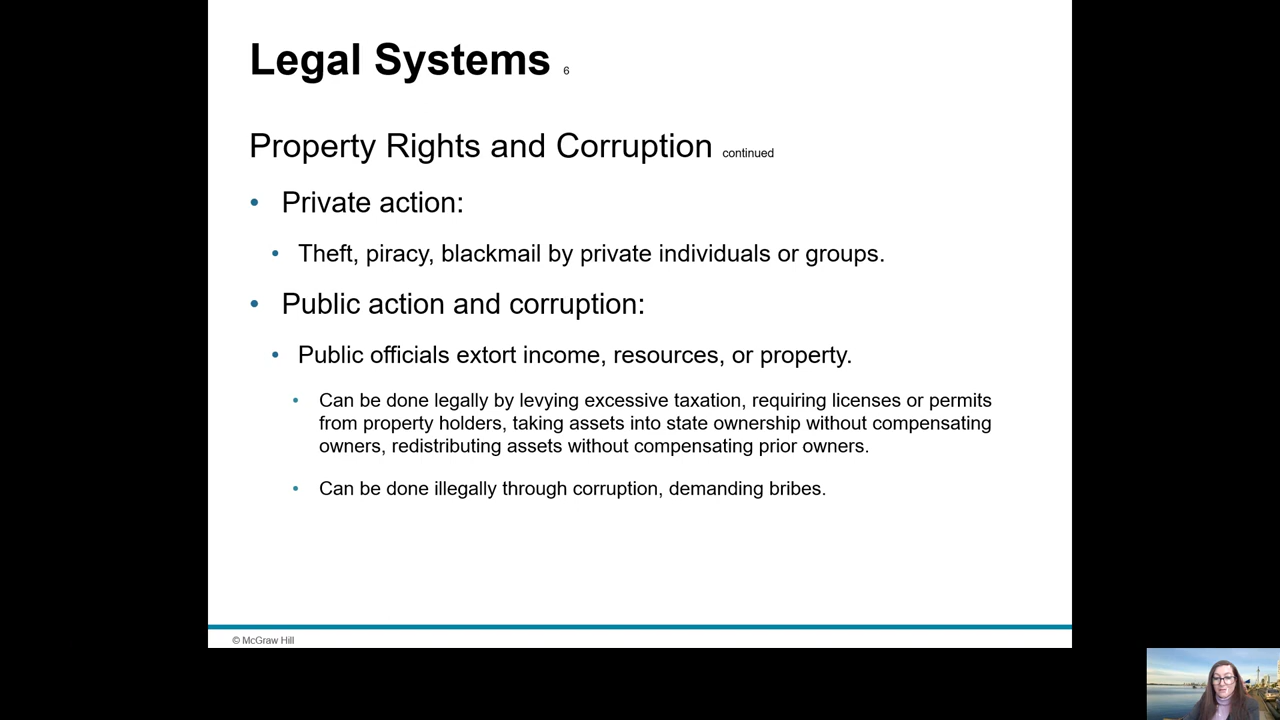 Legal Systems 6
Property Rights and Corruption continued
• Private action:
• Theft, piracy, blackmail by private individuals or groups.
• Public action and corruption:
• Public officials extort income, resources, or property.
• Can be done legally by levying excessive taxation, requiring licenses or permits
from property holders, taking assets into state ownership without compensating
owners, redistributing assets without compensating prior owners.
• Can be done illegally through corruption, demanding bribes.
© McGraw Hill